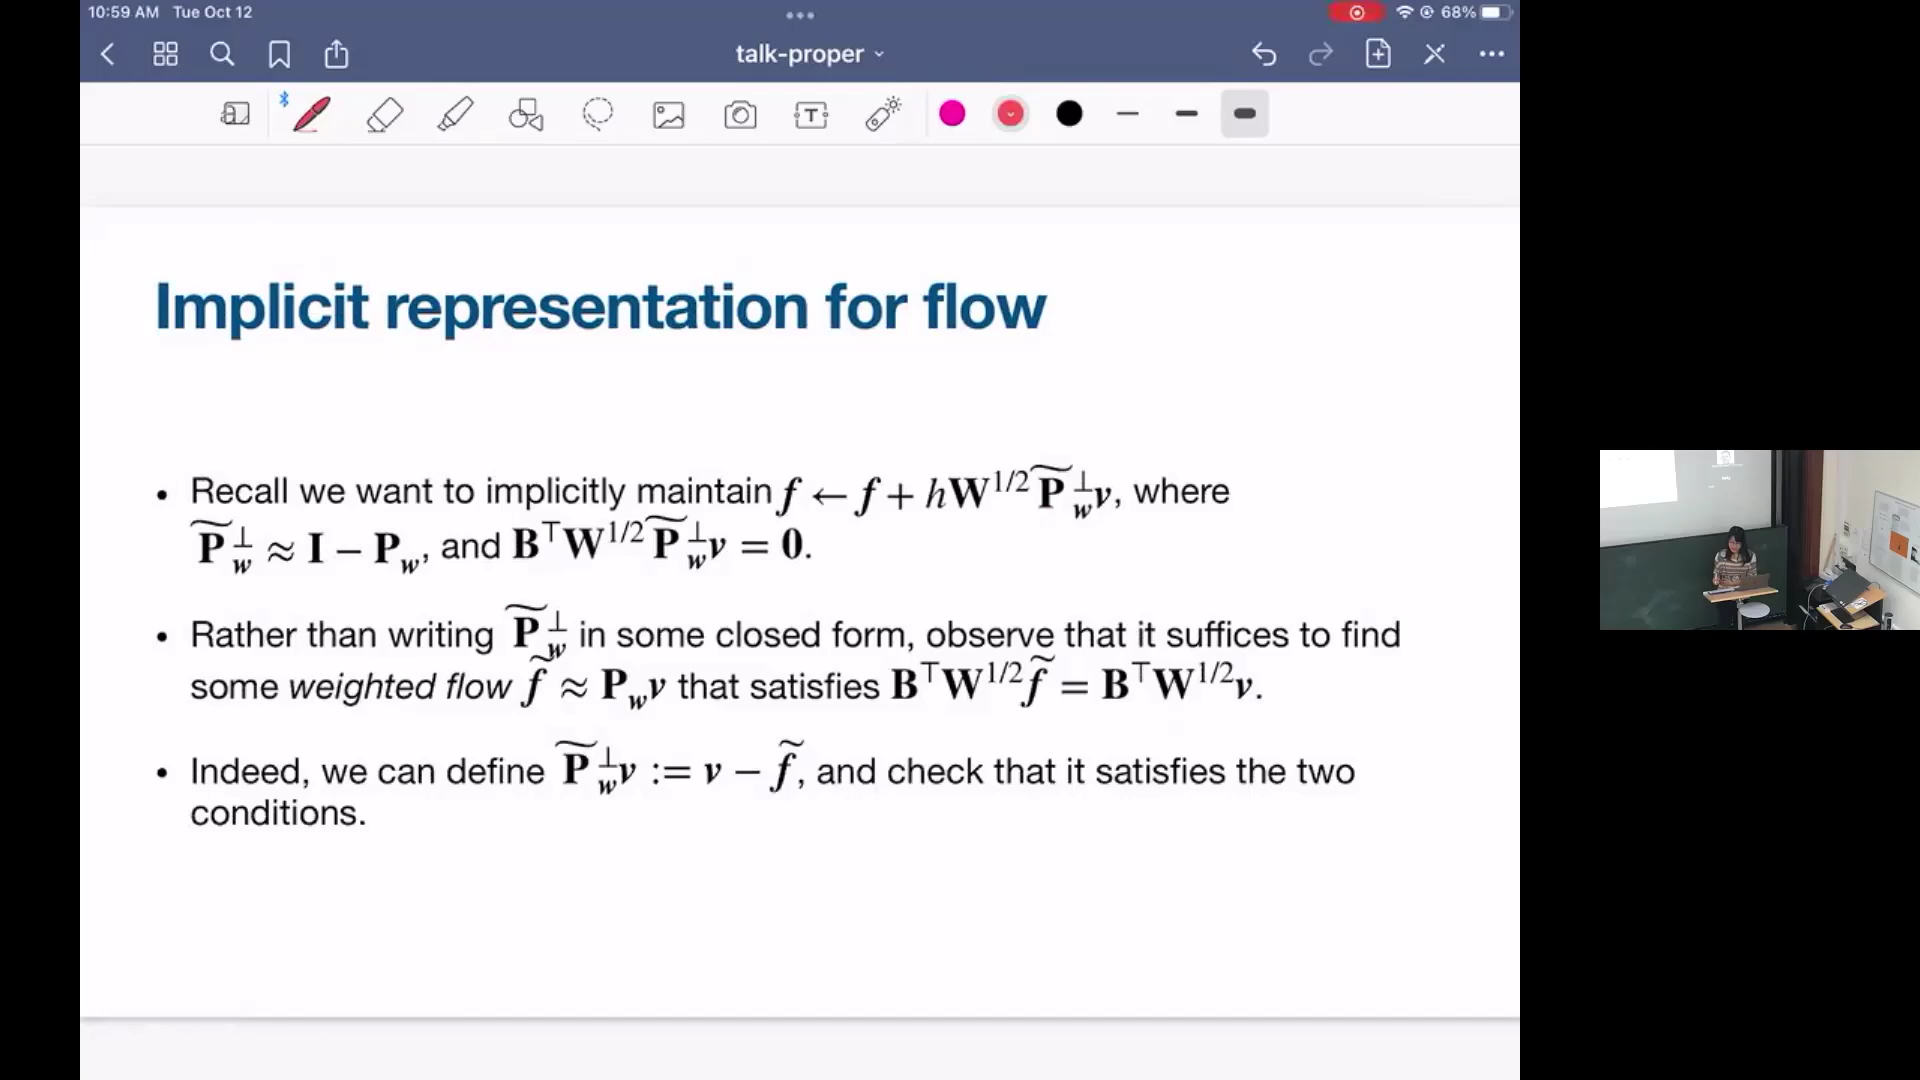 10:59 AM Tue Oct 12
68%
talk-proper
Implicit representation for flow
• Recall we want to implicitly maintain f ← f + hW^{1/2}P̃_w^⊥v, where
P̃_w^⊥ ≈ I − P_w, and B^⊤W^{1/2}P̃_w^⊥v = 0.
• Rather than writing P̃_w^⊥ in some closed form, observe that it suffices to find
some weighted flow f̃ ≈ P_wv that satisfies B^⊤W^{1/2}f̃ = B^⊤W^{1/2}v.
• Indeed, we can define P̃_w^⊥v := v − f̃, and check that it satisfies the two
conditions.